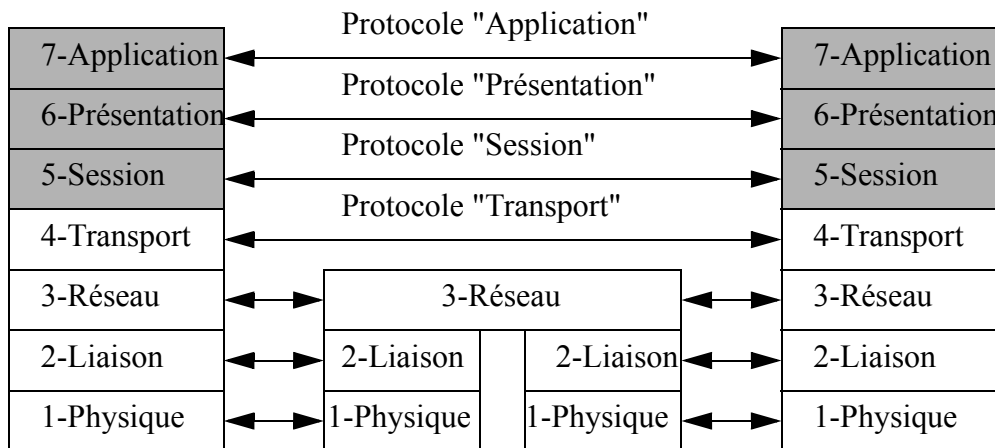 Protocole "Application"
7-Application
7-Application
Protocole "Présentation"
6-Présentation
6-Présentation
Protocole "Session"
5-Session
5-Session
Protocole "Transport"
4-Transport
4-Transport
3-Réseau
3-Réseau
3-Réseau
2-Liaison
2-Liaison
2-Liaison
2-Liaison
1-Physique
1-Physique
1-Physique
1-Physique